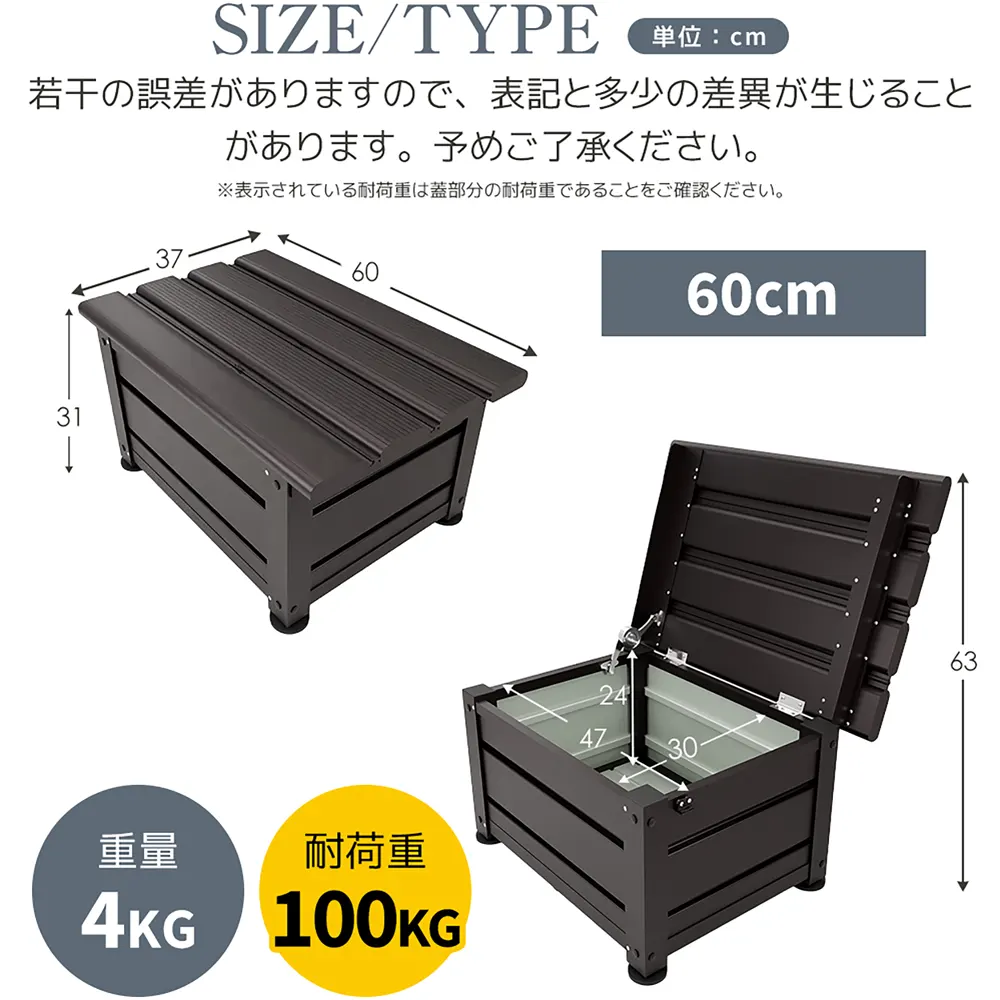 SIZE/TYPE 単位：cm
若干の誤差がありますので、表記と多少の差異が生じること
があります。予めご了承ください。
※表示されている耐荷重は蓋部分の耐荷重であることをご確認ください。
37
60
60cm
31
63
24
47
30
重量
4KG
耐荷重
100KG